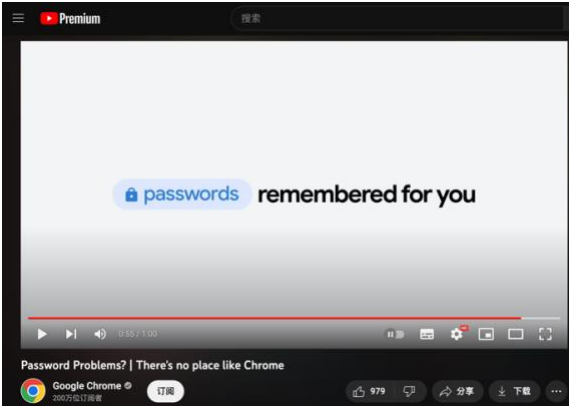 Premium
搜索
passwords remembered for you
0:55 / 1:00
HD
Password Problems? | There's no place like Chrome
Google Chrome
200万位订阅者
订阅
979
分享
下载